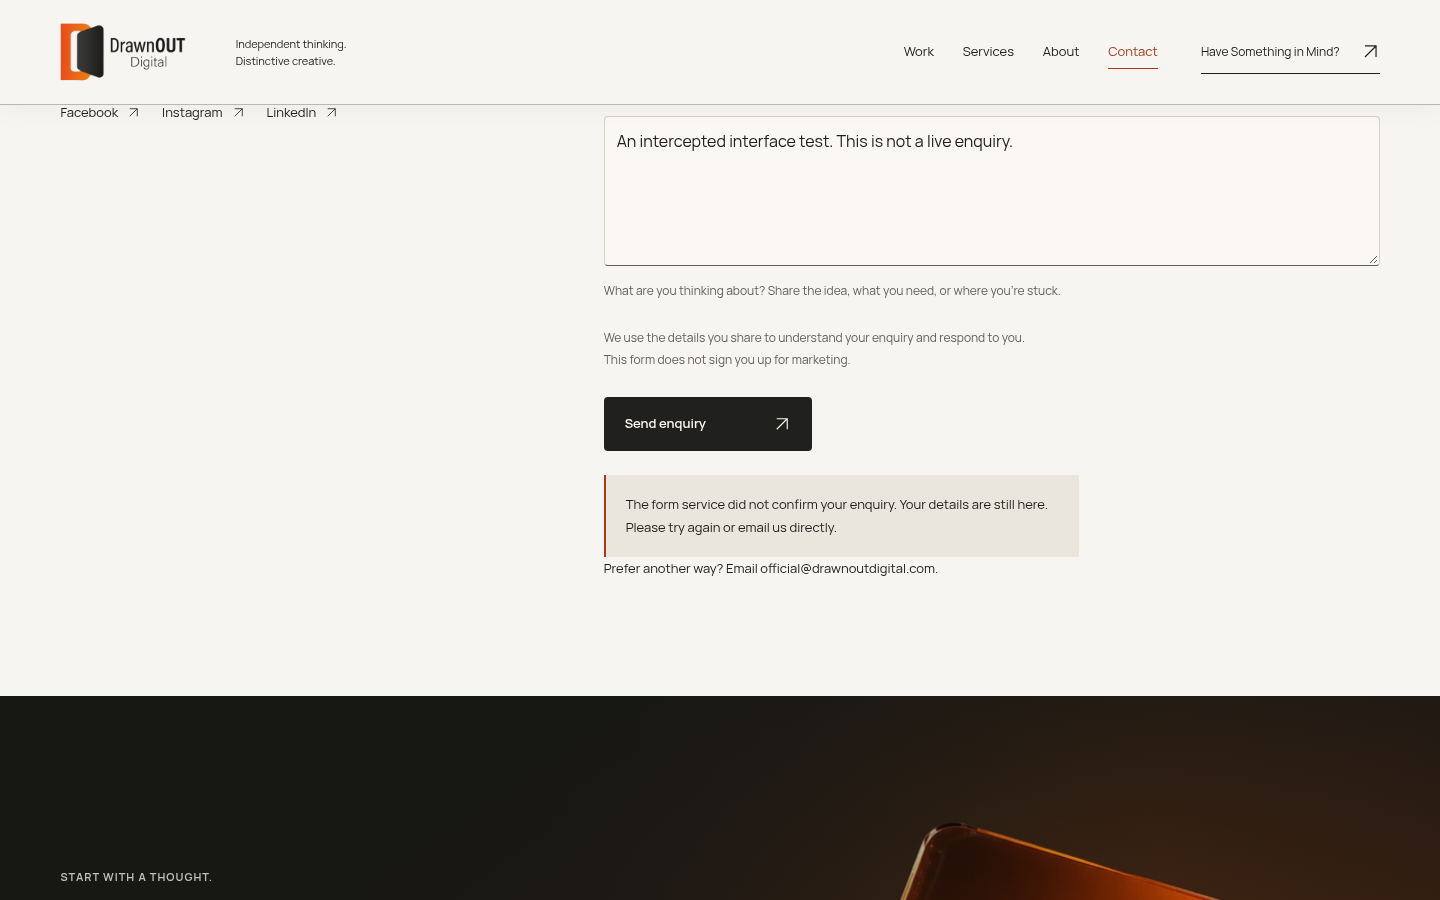 DrawnOUT
Digital
Independent thinking.
Distinctive creative.
Work
Services
About
Contact
Have Something in Mind?
Facebook
Instagram
LinkedIn
An intercepted interface test. This is not a live enquiry.
What are you thinking about? Share the idea, what you need, or where you're stuck.
We use the details you share to understand your enquiry and respond to you.
This form does not sign you up for marketing.
Send enquiry
The form service did not confirm your enquiry. Your details are still here.
Please try again or email us directly.
Prefer another way? Email official@drawnoutdigital.com.
START WITH A THOUGHT.